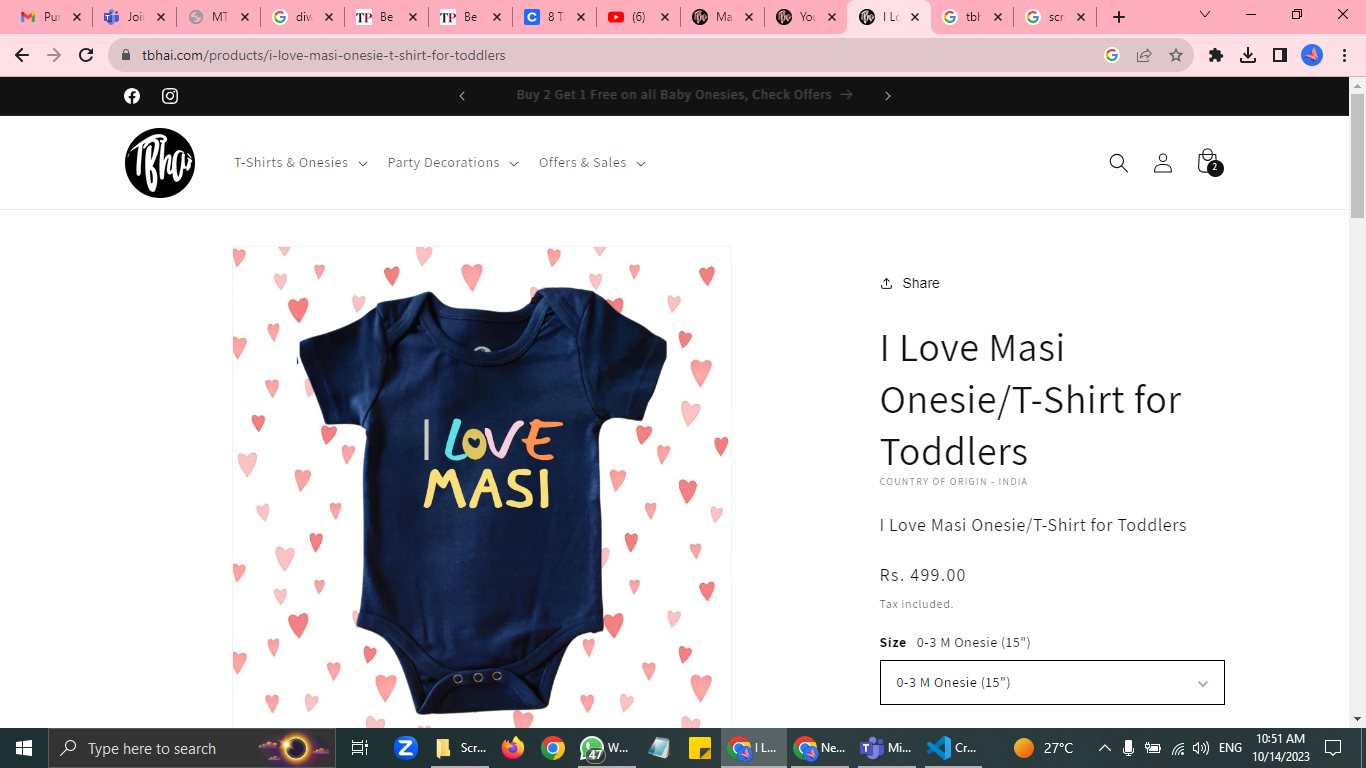 Pur
Joi
MT
diw
Be
Be
8 T
(6)
Ma
You
I Lo
tbh
scr
tbhai.com/products/i-love-masi-onesie-t-shirt-for-toddlers
Buy 2 Get 1 Free on all Baby Onesies, Check Offers
TBhai
T-Shirts & Onesies
Party Decorations
Offers & Sales
2
Share
I Love Masi
Onesie/T-Shirt for
Toddlers
COUNTRY OF ORIGIN - INDIA
I Love Masi Onesie/T-Shirt for Toddlers
Rs. 499.00
Tax included.
Size 0-3 M Onesie (15")
0-3 M Onesie (15")
I LOVE
MASI
Type here to search
Scr...
47
W...
I L...
Ne...
Mi...
Cr...
27°C
ENG
10:51 AM
10/14/2023